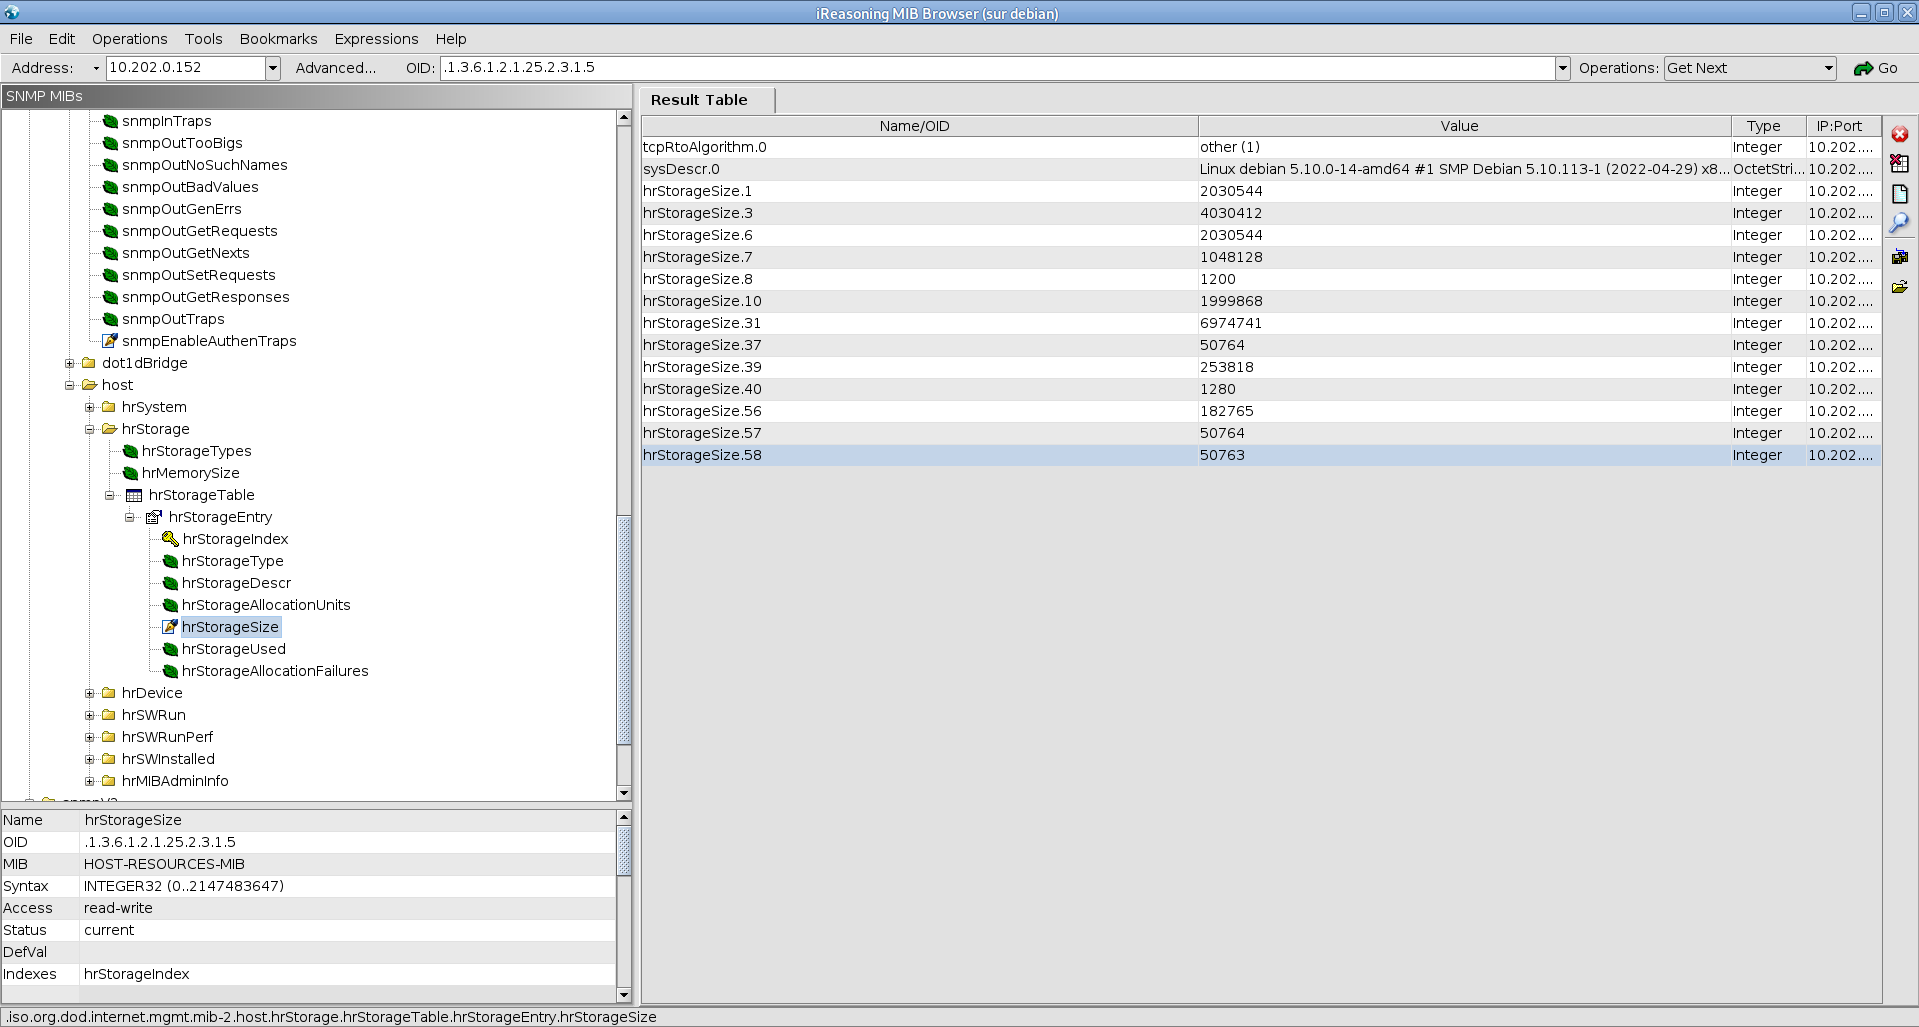 iReasoning MIB Browser (sur debian)
File Edit Operations Tools Bookmarks Expressions Help
Address: 10.202.0.152 Advanced... OID: .1.3.6.1.2.1.25.2.3.1.5 Operations: Get Next Go
SNMP MIBs
snmpInTraps
snmpOutTooBigs
snmpOutNoSuchNames
snmpOutBadValues
snmpOutGenErrs
snmpOutGetRequests
snmpOutGetNexts
snmpOutSetRequests
snmpOutGetResponses
snmpOutTraps
snmpEnableAuthenTraps
dot1dBridge
host
hrSystem
hrStorage
hrStorageTypes
hrMemorySize
hrStorageTable
hrStorageEntry
hrStorageIndex
hrStorageType
hrStorageDescr
hrStorageAllocationUnits
hrStorageSize
hrStorageUsed
hrStorageAllocationFailures
hrDevice
hrSWRun
hrSWRunPerf
hrSWInstalled
hrMIBAdminInfo
Name hrStorageSize
OID .1.3.6.1.2.1.25.2.3.1.5
MIB HOST-RESOURCES-MIB
Syntax INTEGER32 (0..2147483647)
Access read-write
Status current
DefVal
Indexes hrStorageIndex
Result Table
Name/OID Value Type IP:Port
tcpRtoAlgorithm.0 other (1) Integer 10.202....
sysDescr.0 Linux debian 5.10.0-14-amd64 #1 SMP Debian 5.10.113-1 (2022-04-29) x8... OctetStri... 10.202....
hrStorageSize.1 2030544 Integer 10.202....
hrStorageSize.3 4030412 Integer 10.202....
hrStorageSize.6 2030544 Integer 10.202....
hrStorageSize.7 1048128 Integer 10.202....
hrStorageSize.8 1200 Integer 10.202....
hrStorageSize.10 1999868 Integer 10.202....
hrStorageSize.31 6974741 Integer 10.202....
hrStorageSize.37 50764 Integer 10.202....
hrStorageSize.39 253818 Integer 10.202....
hrStorageSize.40 1280 Integer 10.202....
hrStorageSize.56 182765 Integer 10.202....
hrStorageSize.57 50764 Integer 10.202....
hrStorageSize.58 50763 Integer 10.202....
.iso.org.dod.internet.mgmt.mib-2.host.hrStorage.hrStorageTable.hrStorageEntry.hrStorageSize